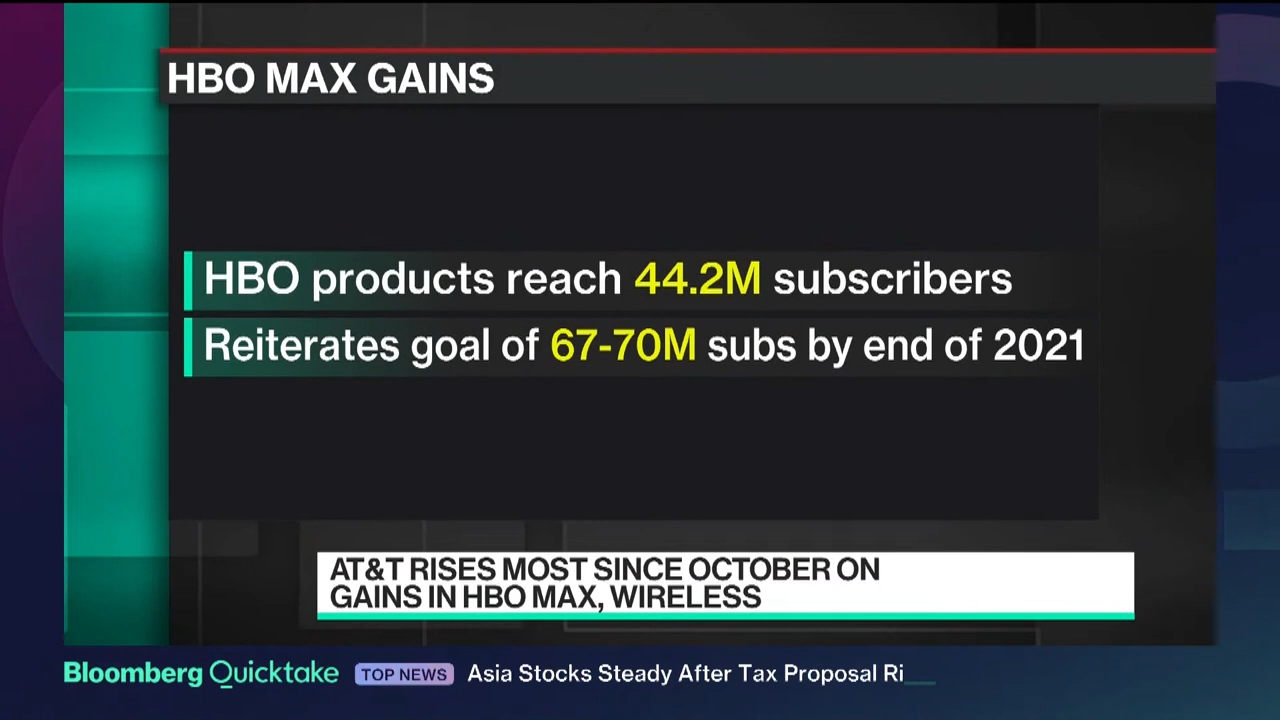 HBO MAX GAINS
HBO products reach 44.2M subscribers
Reiterates goal of 67-70M subs by end of 2021
AT&T RISES MOST SINCE OCTOBER ON
GAINS IN HBO MAX, WIRELESS
Bloomberg Quicktake TOP NEWS Asia Stocks Steady After Tax Proposal Ri__